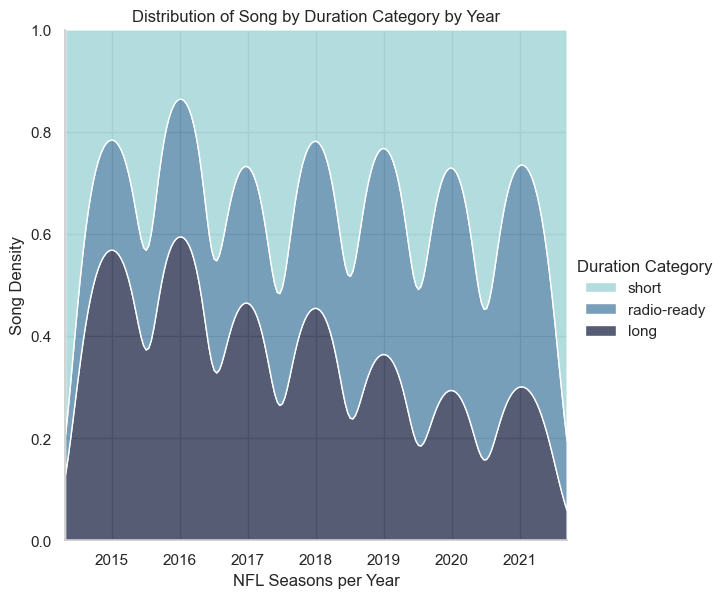 Distribution of Song by Duration Category by Year
1.0
0.8
0.6
0.4
0.2
0.0
Song Density
2015 2016 2017 2018 2019 2020 2021
NFL Seasons per Year
Duration Category
short
radio-ready
long